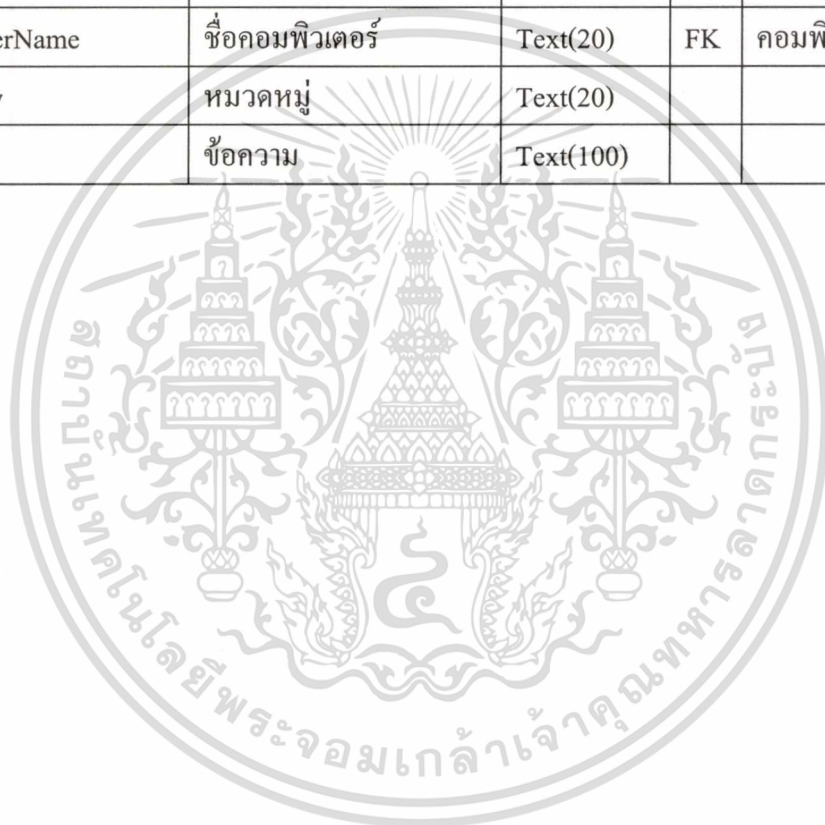 erName ชื่อคอมพิวเตอร์ Text(20) FK คอมพิ
หมวดหมู่ Text(20)
ข้อความ Text(100)
สถาบันเทคโนโลยีพระจอมเกล้าเจ้าคุณทหารลาดกระบัง